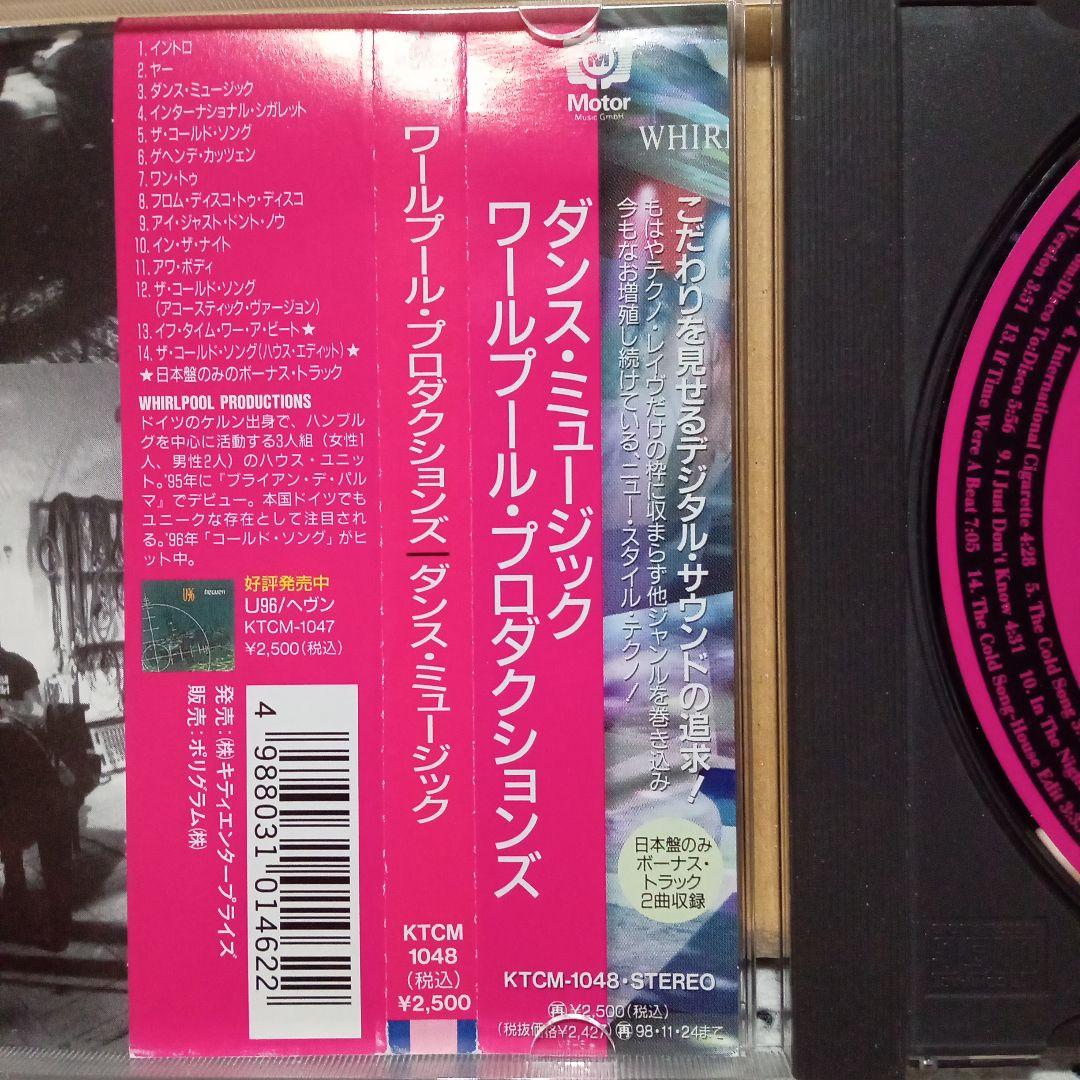 1. イントロ
2. ヤー
3. ダンス・ミュージック
4. インターナショナル・シガレット
5. ザ・コールド・ソング
6. ゲヘンデ・カッツェン
7. ワン・トゥ
8. フロム・ディスコ・トゥ・ディスコ
9. アイ・ジャスト・ドント・ノウ
10. イン・ザ・ナイト
11. アワ・ボディ
12. ザ・コールド・ソング
(アコースティック・ヴァージョン)
13. イフ・タイム・ワー・ア・ビート★
14. ザ・コールド・ソング(ハウス・エディット)★
★日本盤のみのボーナス・トラック
WHIRLPOOL PRODUCTIONS
ドイツのケルン出身で、ハンブル
グを中心に活動する3人組(女性1
人、男性2人)のハウス・ユニッ
ト。'95年に『ブライアン・デ・パル
マ』でデビュー。本国ドイツでも
ユニークな存在として注目され
る。'96年「コールド・ソング」がヒ
ット中。
U96 heaven
好評発売中
U96/ヘヴン
KTCM-1047
¥2,500(税込)
発売:(株)キティエンタープライズ
販売:ポリグラム(株)
4 988031 014622
ワールプール・プロダクションズ/ダンス・ミュージック
KTCM
1048
(税込)
¥2,500
ダンス・ミュージック
ワールプール・プロダクションズ
M
Motor
Music GmbH
WHIRL
こだわりを見せるデジタル・サウンドの追求!
もはやテクノ・レイヴだけの枠に収まらず他ジャンルを巻き込み
今もなお増殖し続けている、ニュー・スタイル・テクノ!
日本盤のみ
ボーナス・
トラック
2曲収録
KTCM-1048・STEREO
再¥2,500(税込)
(税抜価格¥2,427)再98・11・24まで
4. International Cigarette 4:28 5. The Cold Song
From:Disco To:Disco 5:56 9. I Just Don't Know 4:31 10. In The Night
Version 3:51 13. If Time Were A Beat 7:05 14. The Cold Song-House Edit